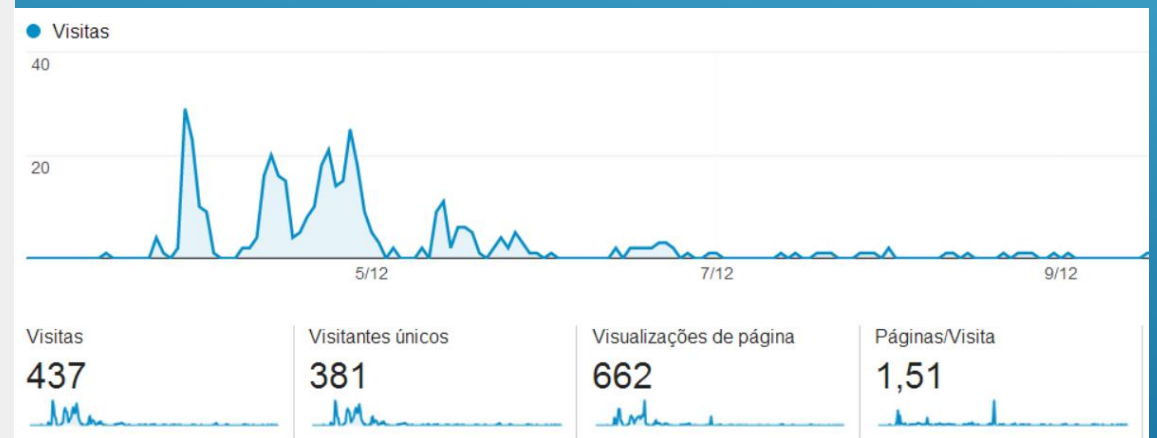 Visitas
40
20
5/12
7/12
9/12
Visitas
Visitantes únicos
Visualizações de página
Páginas/Visita
437
381
662
1,51